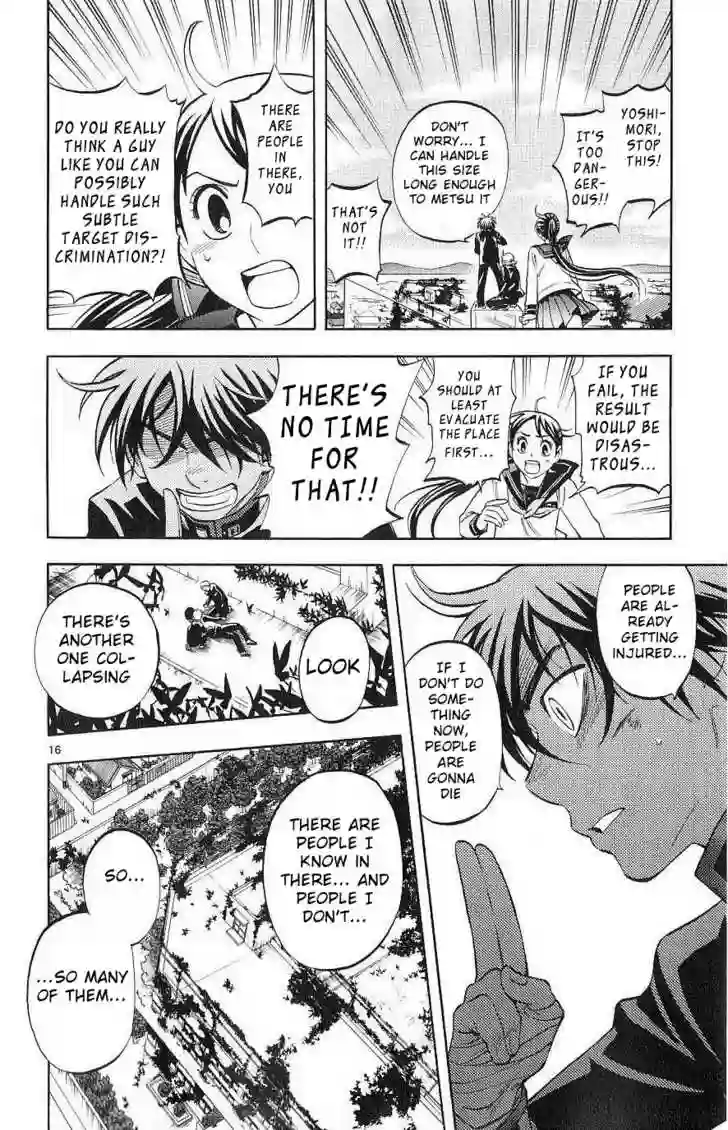 YOSHI-
MORI,
STOP
THIS!
IT'S
TOO
DAN-
GER-
OUS!!
DON'T
WORRY... I
CAN HANDLE
THIS SIZE
LONG ENOUGH
TO METSU IT
THAT'S
NOT
IT!!
THERE
ARE
PEOPLE
IN
THERE,
YOU
DO YOU REALLY
THINK A GUY
LIKE YOU CAN
POSSIBLY
HANDLE SUCH
SUBTLE
TARGET DIS-
CRIMINATION?!
IF YOU
FAIL, THE
RESULT
WOULD BE
DISAS-
TROUS...
YOU
SHOULD AT
LEAST
EVACUATE
THE PLACE
FIRST...
THERE'S
NO TIME
FOR
THAT!!
PEOPLE
ARE AL-
READY
GETTING
INJURED...
IF I
DON'T DO
SOME-
THING
NOW,
PEOPLE
ARE
GONNA
DIE
LOOK
THERE'S
ANOTHER
ONE COL-
LAPSING
16
THERE ARE
PEOPLE I
KNOW IN
THERE... AND
PEOPLE I
DON'T...
SO...
...SO MANY
OF THEM...